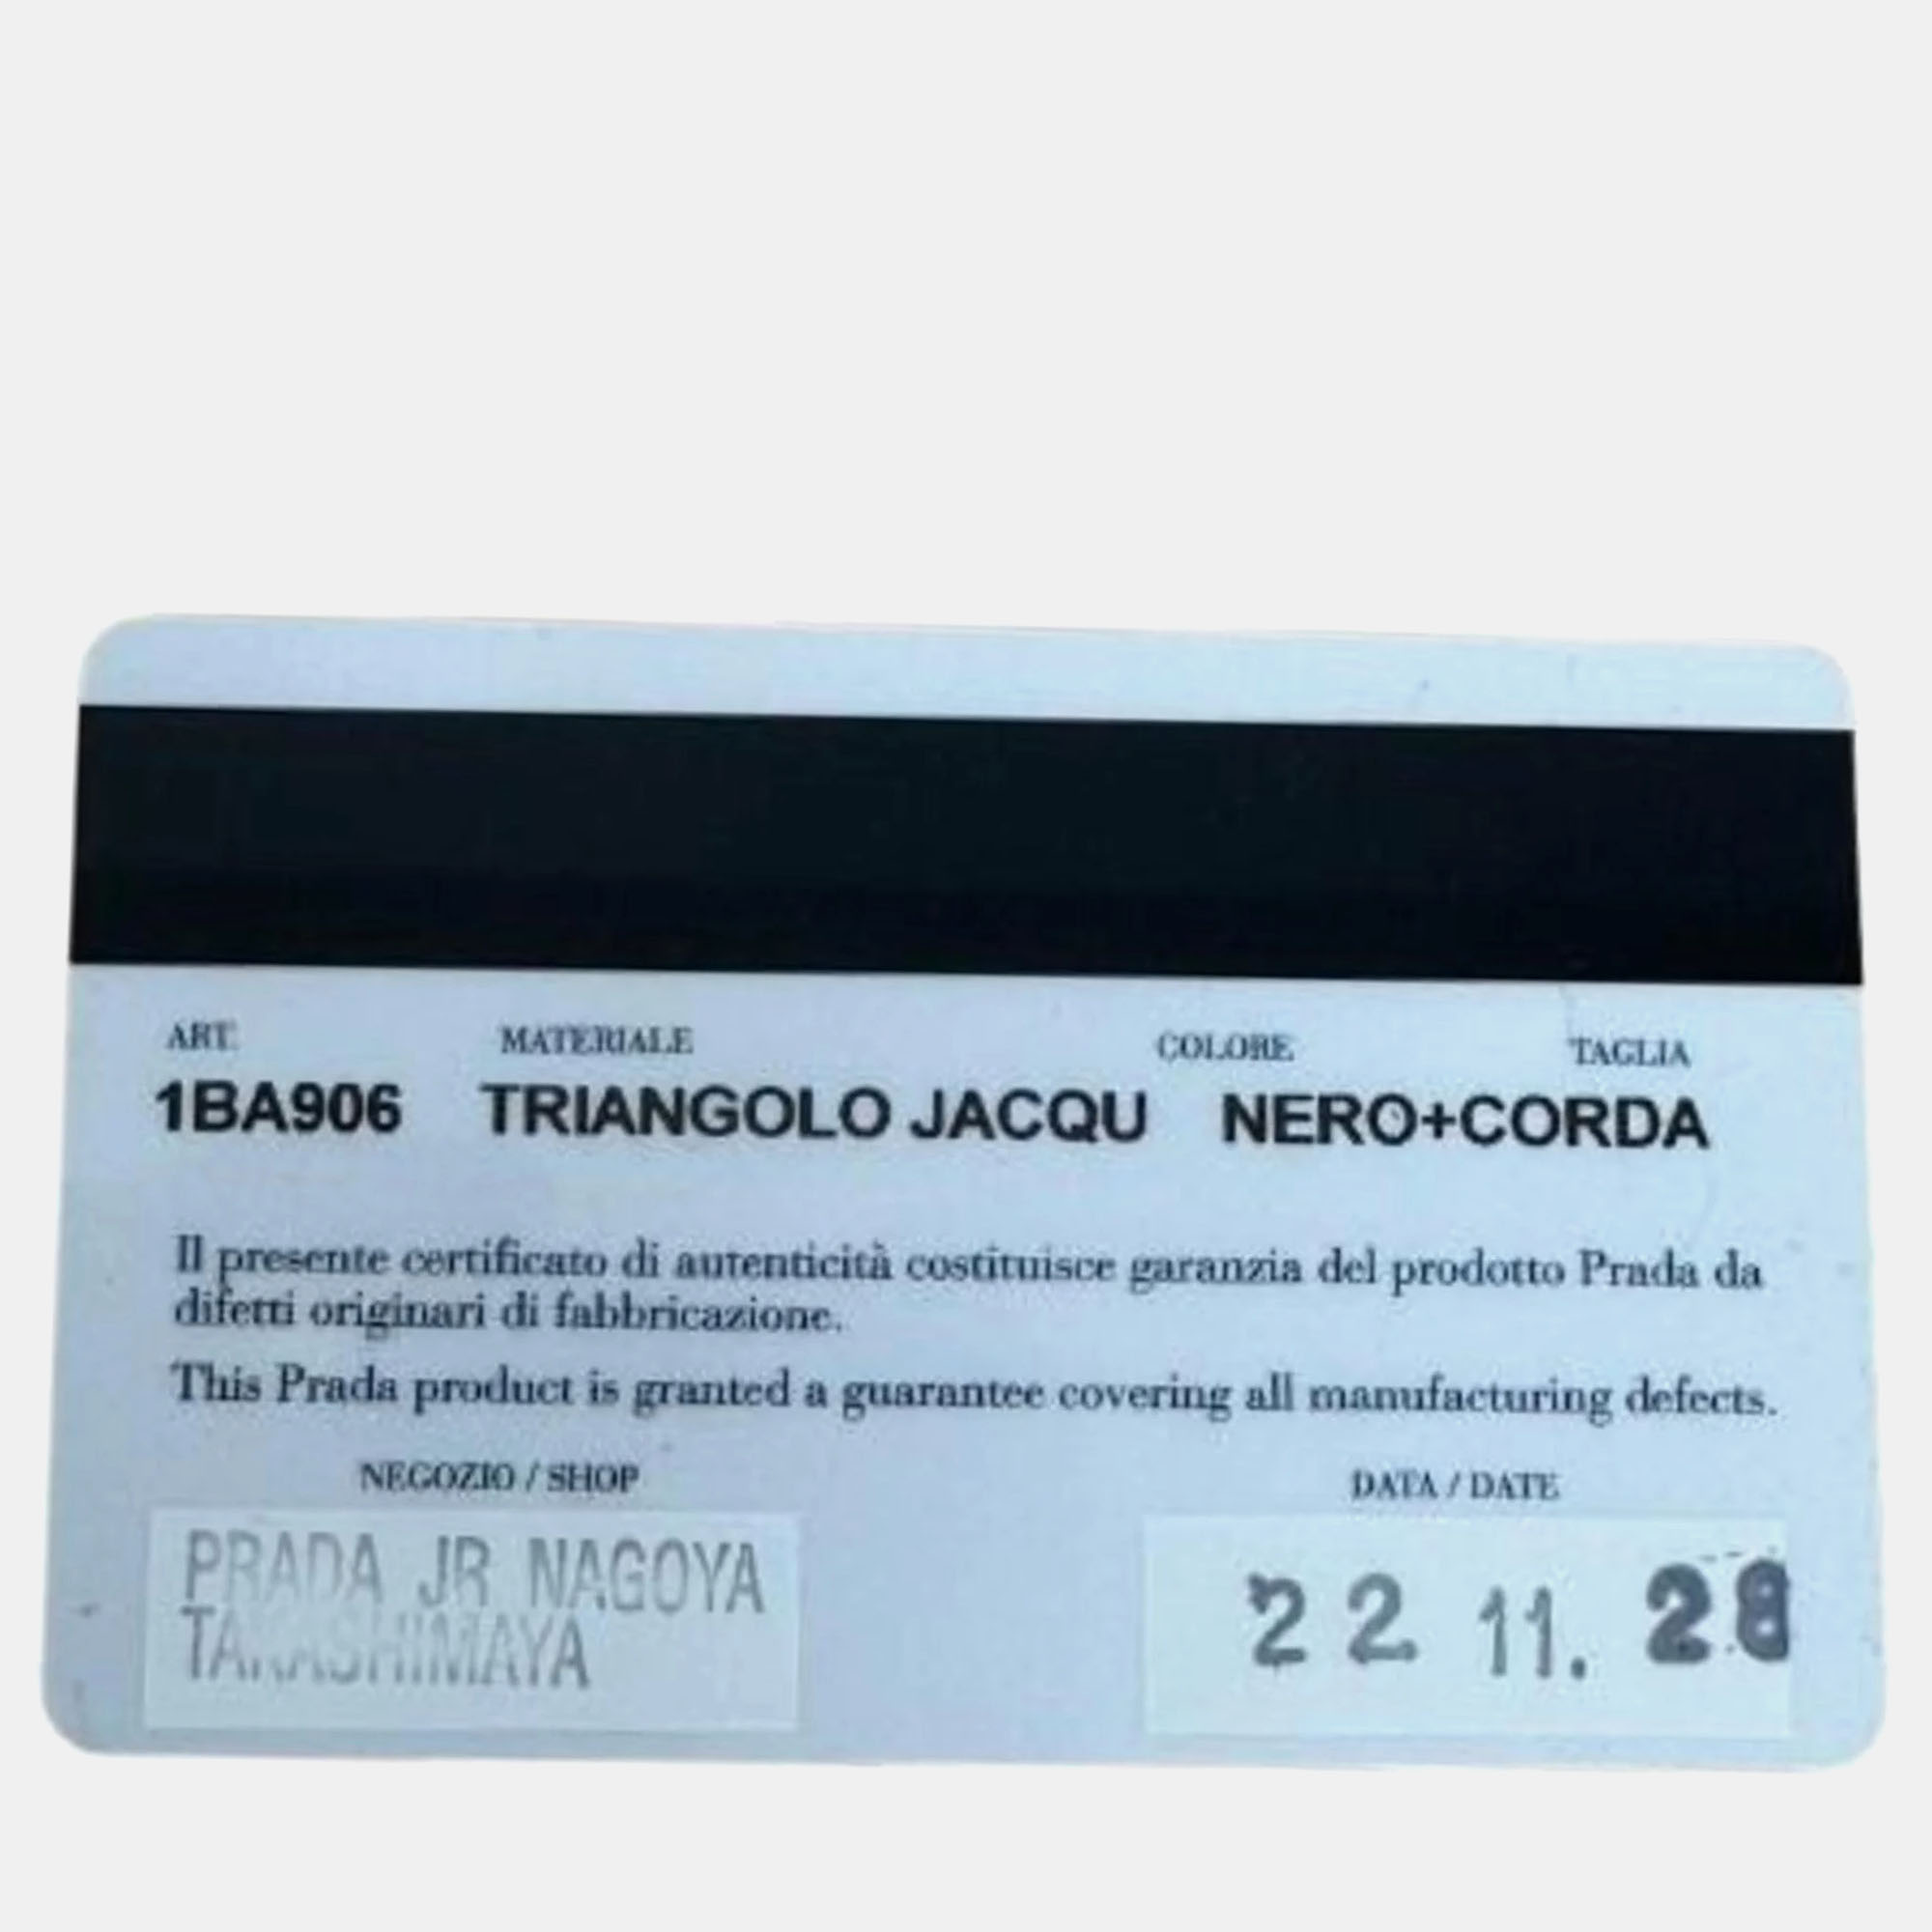 ART. MATERIALE COLORE TAGLIA
1BA906 TRIANGOLO JACQU NERO+CORDA
Il presente certificato di autenticità costituisce garanzia del prodotto Prada da
difetti originari di fabbricazione.
This Prada product is granted a guarantee covering all manufacturing defects.
NEGOZIO / SHOP DATA / DATE
PRADA JR NAGOYA 22 11. 28
TAKASHIMAYA